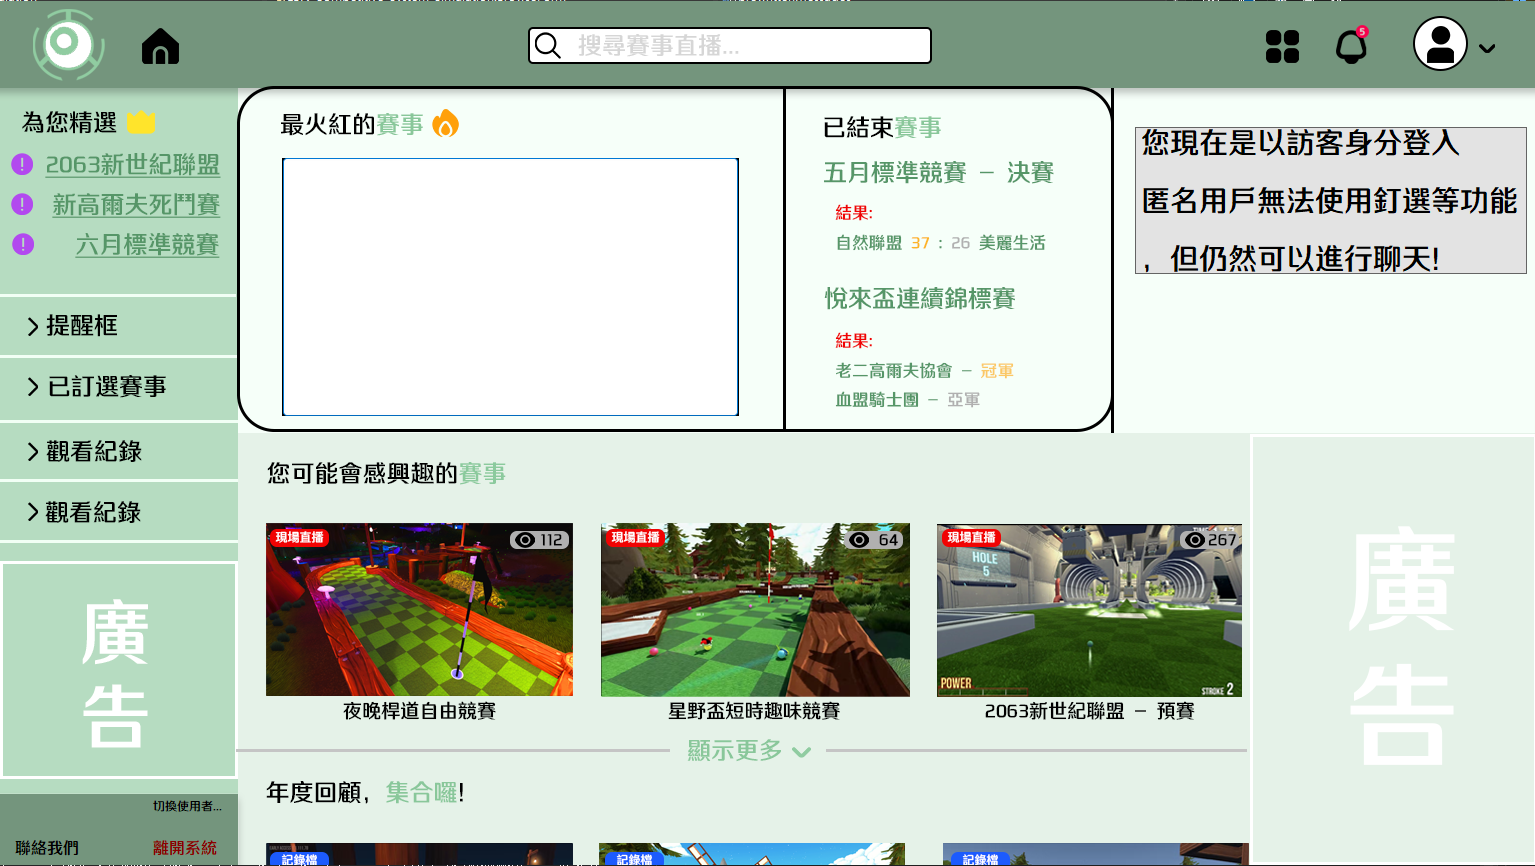 搜尋賽事直播...
5
為您精選
2063新世紀聯盟
新高爾夫死鬥賽
六月標準競賽
提醒框
已訂選賽事
觀看紀錄
觀看紀錄
廣
告
切換使用者...
聯絡我們
離開系統
最火紅的賽事
已結束賽事
五月標準競賽 – 決賽
結果:
自然聯盟 37 : 26 美麗生活
悅來盃連續錦標賽
結果:
老二高爾夫協會 – 冠軍
血盟騎士團 – 亞軍
您現在是以訪客身分登入
匿名用戶無法使用釘選等功能
，但仍然可以進行聊天!
您可能會感興趣的賽事
現場直播
112
夜晚桿道自由競賽
現場直播
64
星野盃短時趣味競賽
現場直播
267
HOLE
5
POWER
STROKE 2
2063新世紀聯盟 – 預賽
顯示更多
年度回顧，集合囉!
記錄檔
記錄檔
記錄檔
廣
告